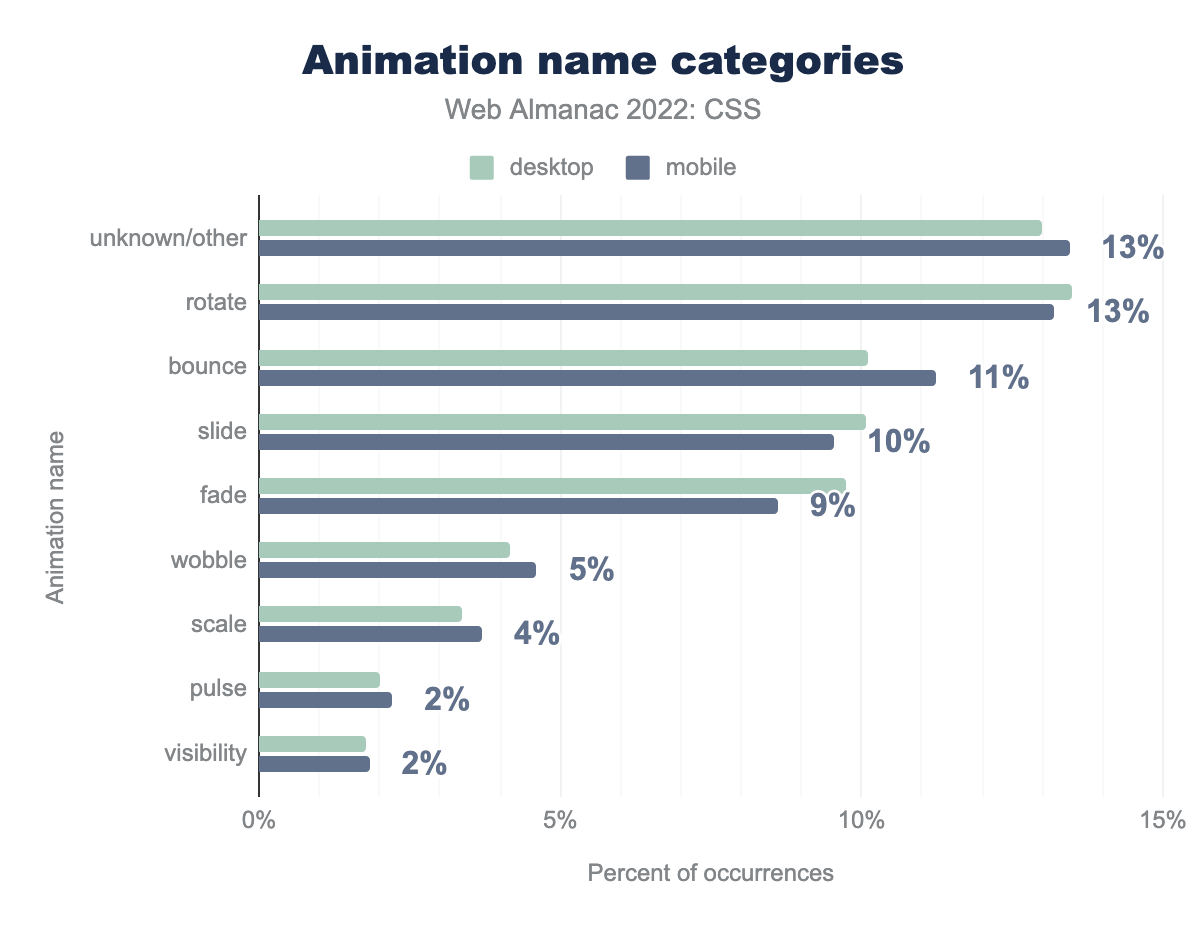 Animation name categories
Web Almanac 2022: CSS
desktop
mobile
Animation name
unknown/other
13%
rotate
13%
bounce
11%
slide
10%
fade
9%
wobble
5%
scale
4%
pulse
2%
visibility
2%
0%
5%
10%
15%
Percent of occurrences